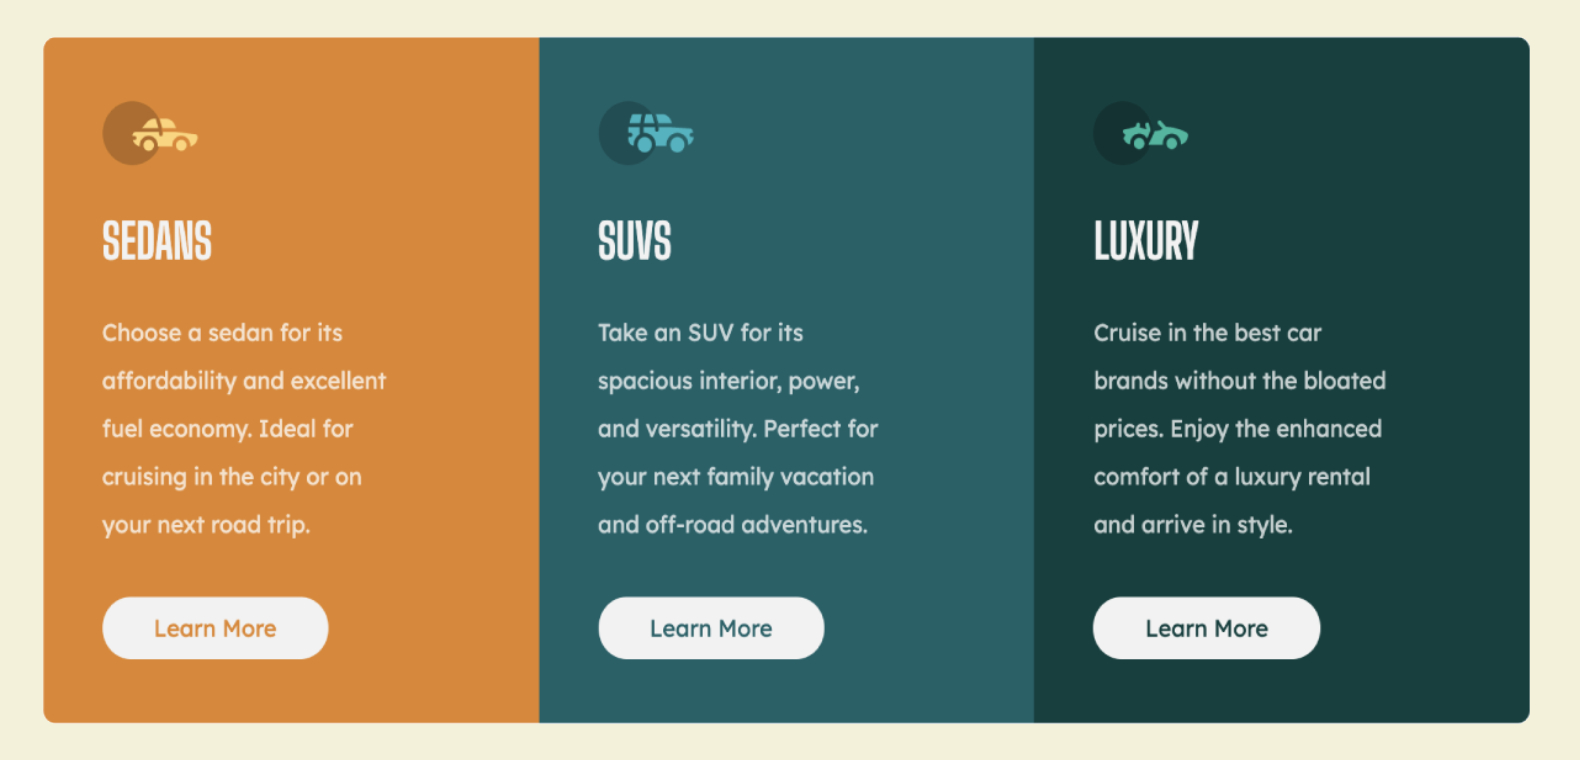 SEDANS
Choose a sedan for its
affordability and excellent
fuel economy. Ideal for
cruising in the city or on
your next road trip.
Learn More
SUVS
Take an SUV for its
spacious interior, power,
and versatility. Perfect for
your next family vacation
and off-road adventures.
Learn More
LUXURY
Cruise in the best car
brands without the bloated
prices. Enjoy the enhanced
comfort of a luxury rental
and arrive in style.
Learn More